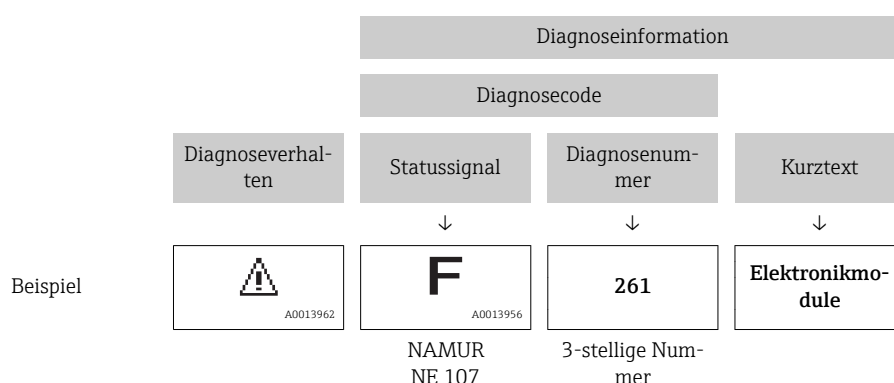 Diagnoseinformation
Diagnosecode
Diagnoseverhal-
ten
Statussignal
Diagnosenum-
mer
Kurztext
↓ ↓ ↓
Beispiel
A0013962
F
A0013956
261
Elektronikmo-
dule
NAMUR
NE 107
3-stellige Num-
mer